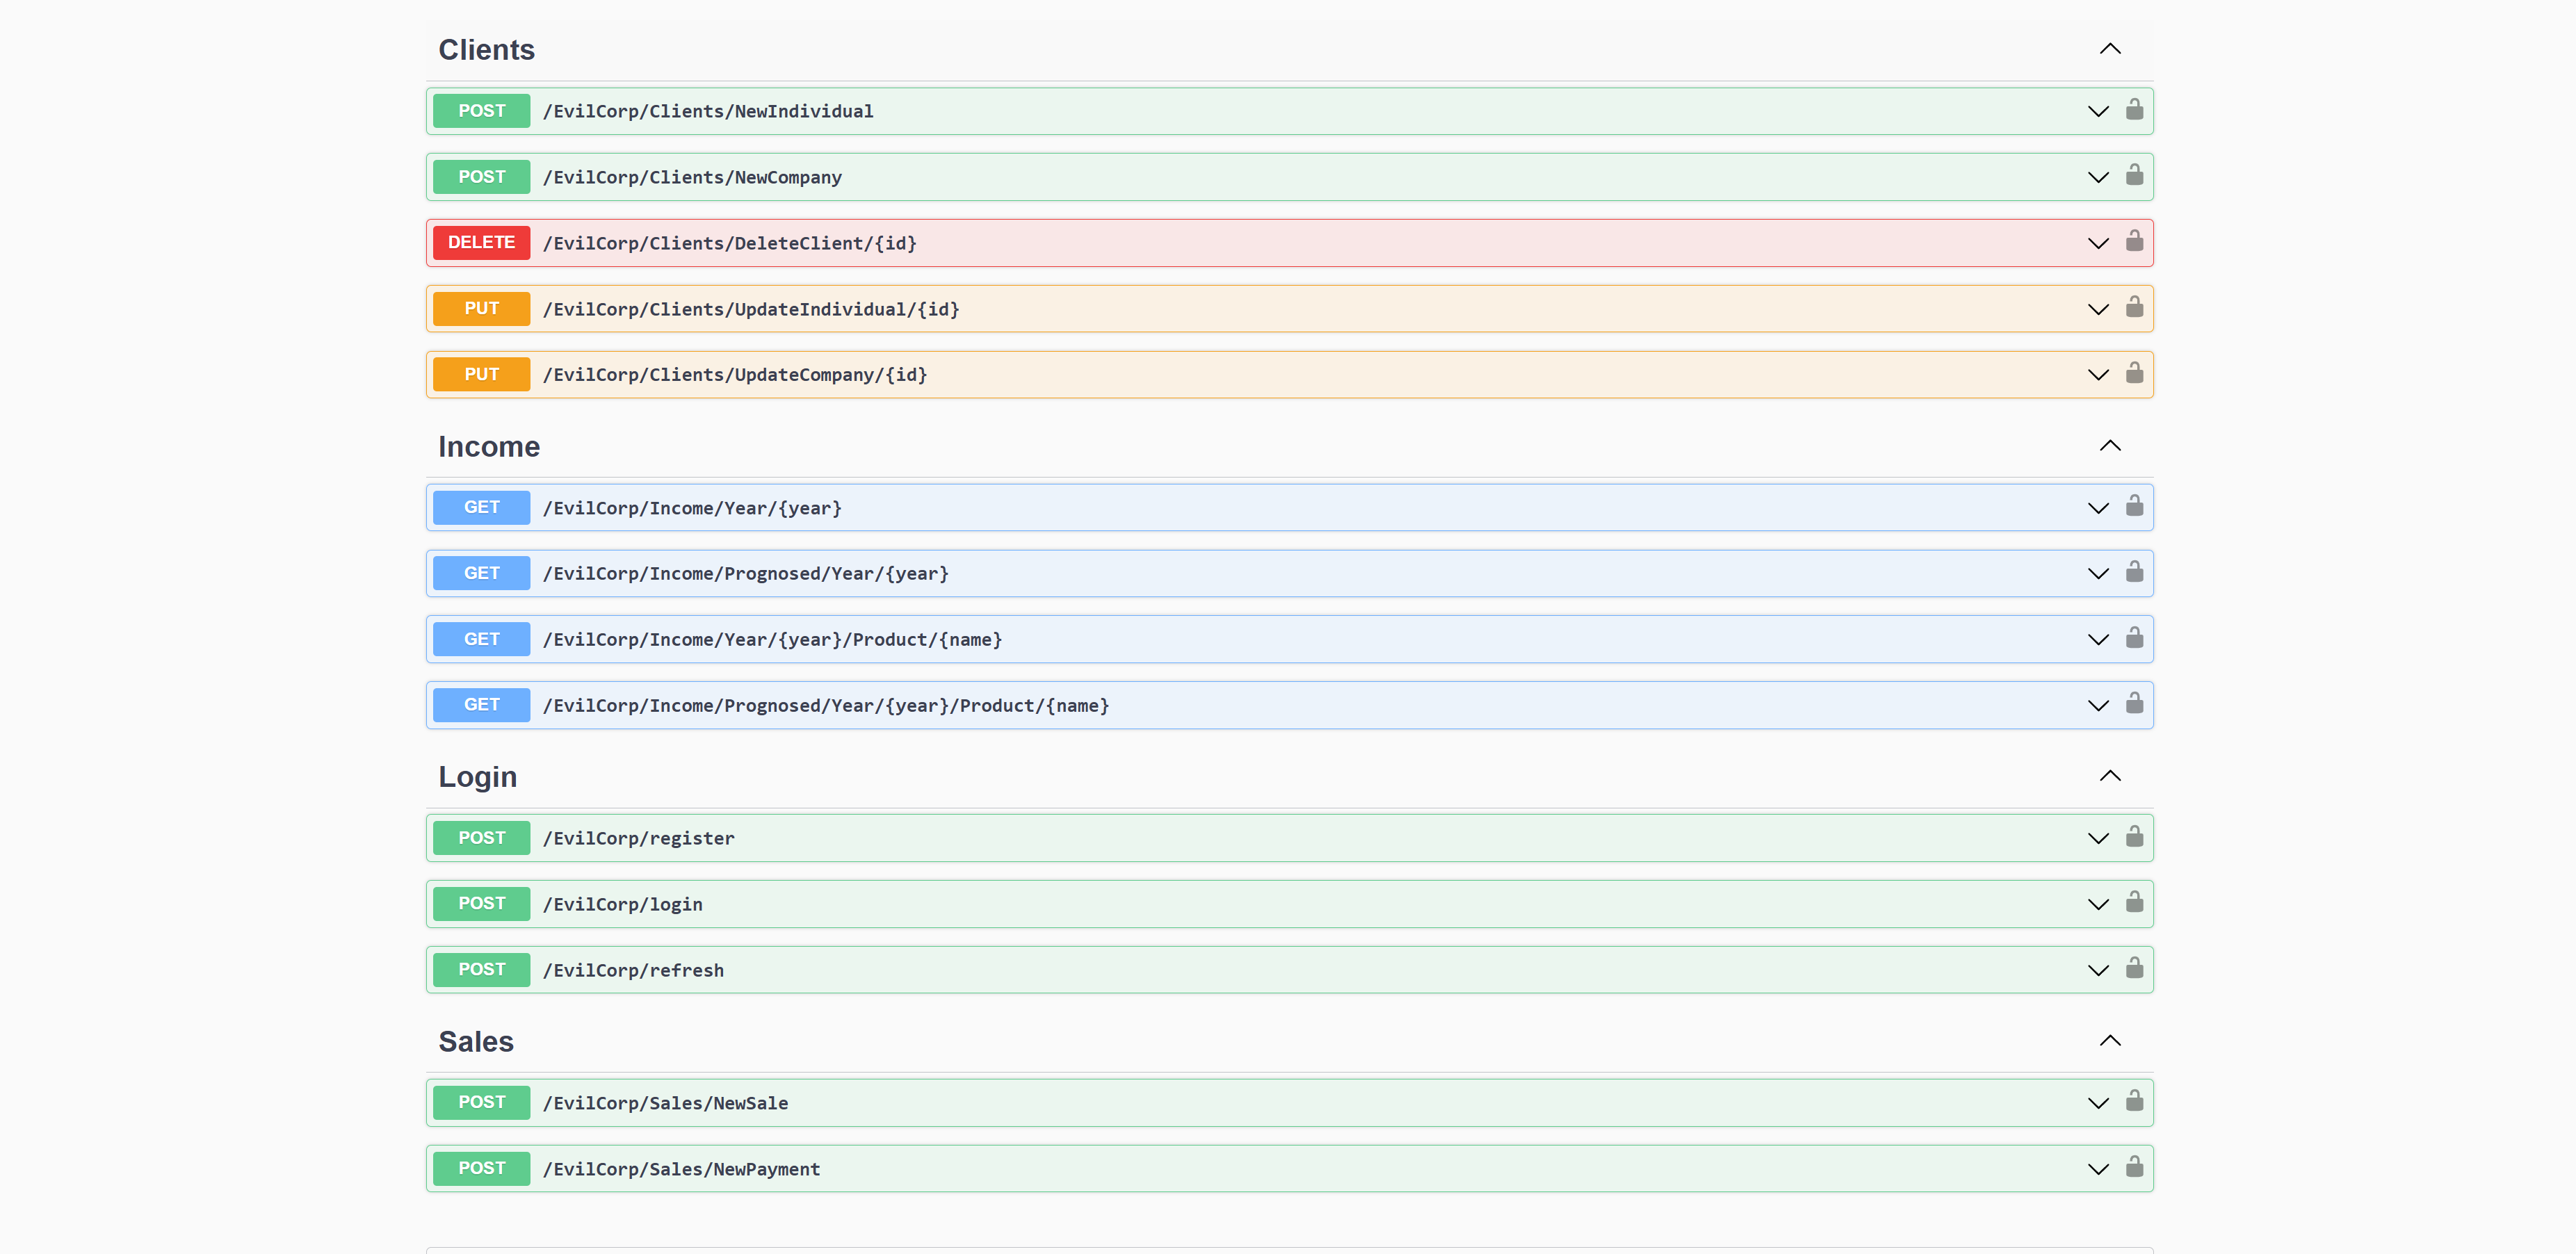 Clients
POST /EvilCorp/Clients/NewIndividual
POST /EvilCorp/Clients/NewCompany
DELETE /EvilCorp/Clients/DeleteClient/{id}
PUT /EvilCorp/Clients/UpdateIndividual/{id}
PUT /EvilCorp/Clients/UpdateCompany/{id}
Income
GET /EvilCorp/Income/Year/{year}
GET /EvilCorp/Income/Prognosed/Year/{year}
GET /EvilCorp/Income/Year/{year}/Product/{name}
GET /EvilCorp/Income/Prognosed/Year/{year}/Product/{name}
Login
POST /EvilCorp/register
POST /EvilCorp/login
POST /EvilCorp/refresh
Sales
POST /EvilCorp/Sales/NewSale
POST /EvilCorp/Sales/NewPayment